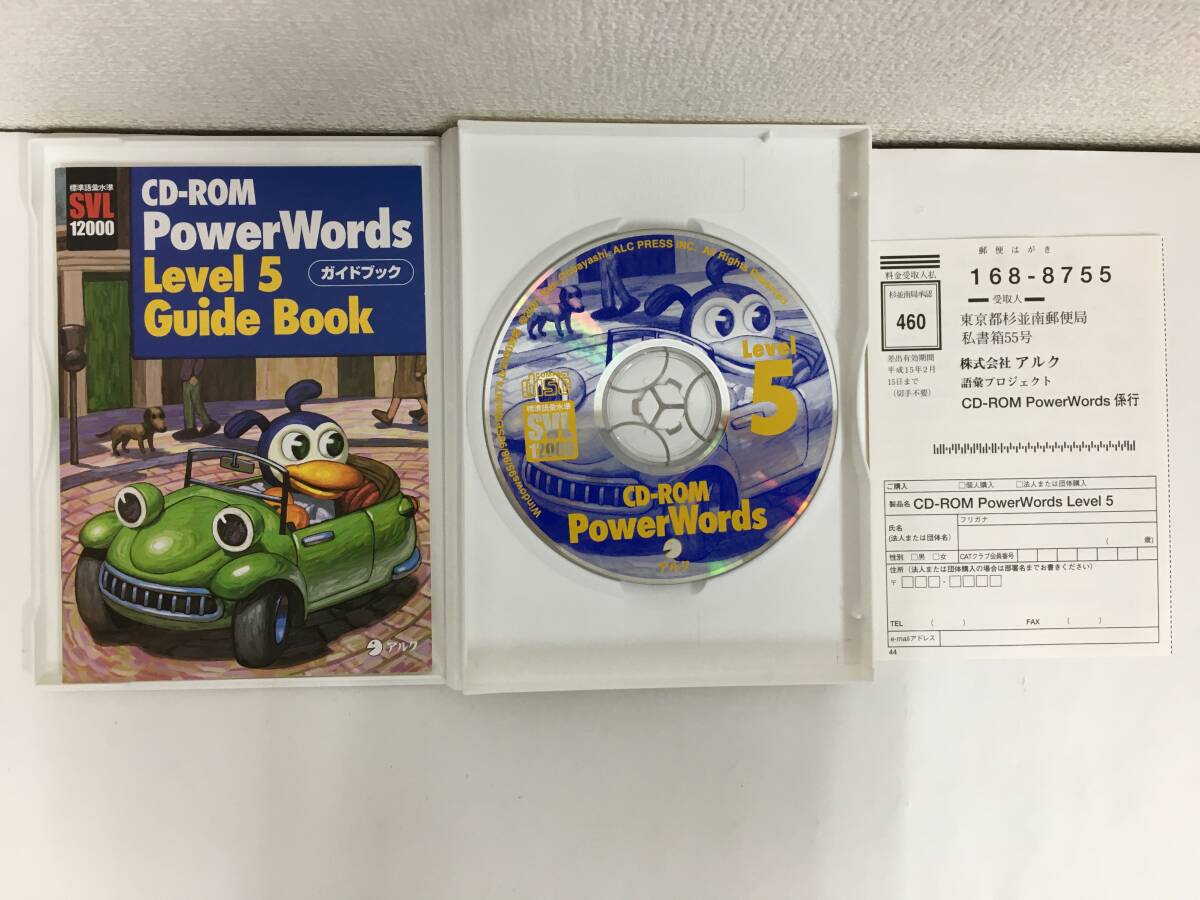 標準語彙水準
SVL
12000
CD-ROM
PowerWords
Level 5
ガイドブック
Guide Book
アルク
ALC PRESS INC. All Rights Reserved.
Level
5
標準語彙水準
SVL
12000
Windows95/98
CD-ROM
PowerWords
アルク
郵便はがき
料金受取人払
杉並南局承認
460
差出有効期間
平成15年2月
15日まで
(切手不要)
168-8755
受取人
東京都杉並南郵便局
私書箱55号
株式会社 アルク
語彙プロジェクト
CD-ROM PowerWords 係行
ご購入 □個人購入 □法人または団体購入
製品名 CD-ROM PowerWords Level 5
フリガナ
氏名
(法人または団体名)
( 歳)
性別 □男 □女 CATクラブ会員番号
住所 (法人または団体購入の場合は部署名までお書きください)
〒□□□-□□□□
TEL ( ) FAX ( )
e-mailアドレス
44